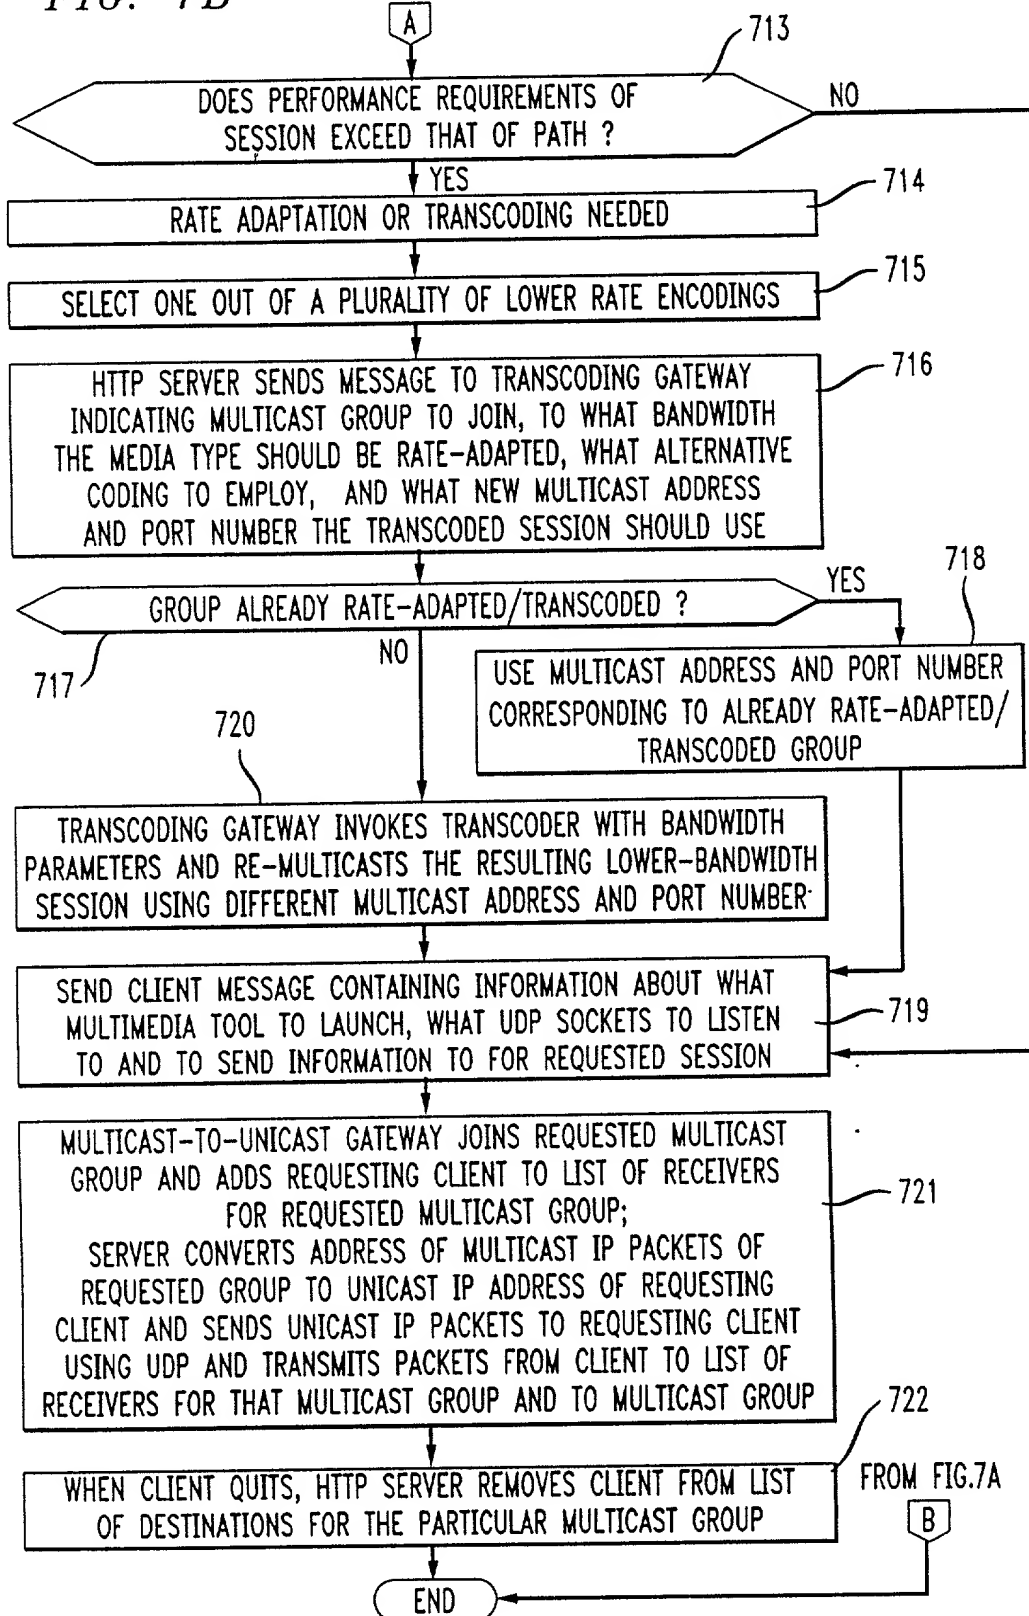 FIG. 7B
A
713
DOES PERFORMANCE REQUIREMENTS OF
SESSION EXCEED THAT OF PATH ?
NO
YES
714
RATE ADAPTATION OR TRANSCODING NEEDED
715
SELECT ONE OUT OF A PLURALITY OF LOWER RATE ENCODINGS
716
HTTP SERVER SENDS MESSAGE TO TRANSCODING GATEWAY
INDICATING MULTICAST GROUP TO JOIN, TO WHAT BANDWIDTH
THE MEDIA TYPE SHOULD BE RATE-ADAPTED, WHAT ALTERNATIVE
CODING TO EMPLOY, AND WHAT NEW MULTICAST ADDRESS
AND PORT NUMBER THE TRANSCODED SESSION SHOULD USE
GROUP ALREADY RATE-ADAPTED/TRANSCODED ?
YES
718
717
NO
USE MULTICAST ADDRESS AND PORT NUMBER
CORRESPONDING TO ALREADY RATE-ADAPTED/
TRANSCODED GROUP
720
TRANSCODING GATEWAY INVOKES TRANSCODER WITH BANDWIDTH
PARAMETERS AND RE-MULTICASTS THE RESULTING LOWER-BANDWIDTH
SESSION USING DIFFERENT MULTICAST ADDRESS AND PORT NUMBER
SEND CLIENT MESSAGE CONTAINING INFORMATION ABOUT WHAT
MULTIMEDIA TOOL TO LAUNCH, WHAT UDP SOCKETS TO LISTEN
TO AND TO SEND INFORMATION TO FOR REQUESTED SESSION
719
MULTICAST-TO-UNICAST GATEWAY JOINS REQUESTED MULTICAST
GROUP AND ADDS REQUESTING CLIENT TO LIST OF RECEIVERS
FOR REQUESTED MULTICAST GROUP;
SERVER CONVERTS ADDRESS OF MULTICAST IP PACKETS OF
REQUESTED GROUP TO UNICAST IP ADDRESS OF REQUESTING
CLIENT AND SENDS UNICAST IP PACKETS TO REQUESTING CLIENT
USING UDP AND TRANSMITS PACKETS FROM CLIENT TO LIST OF
RECEIVERS FOR THAT MULTICAST GROUP AND TO MULTICAST GROUP
721
722
WHEN CLIENT QUITS, HTTP SERVER REMOVES CLIENT FROM LIST
OF DESTINATIONS FOR THE PARTICULAR MULTICAST GROUP
FROM FIG.7A
B
END